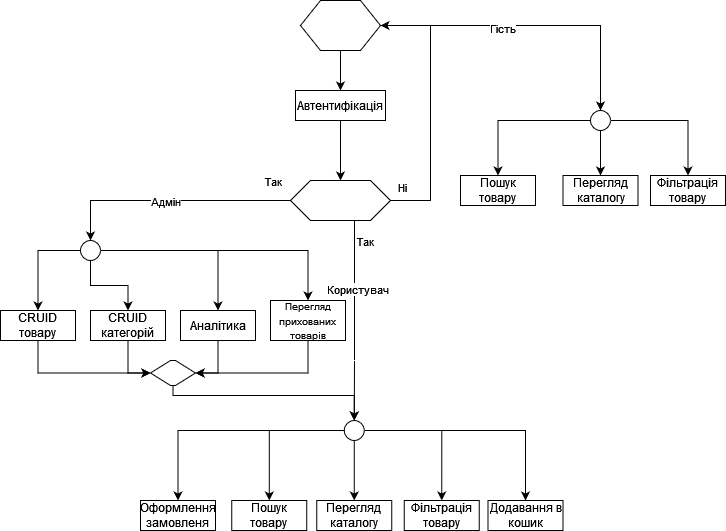 Гість
Автентифікація
Так
Ні
Адмін
Пошук
товару
Перегляд
каталогу
Фільтрація
товару
Так
Користувач
CRUID
товару
CRUID
категорій
Аналітика
Перегляд
прихованих
товарів
Оформлення
замовленя
Пошук
товару
Перегляд
каталогу
Фільтрація
товару
Додавання в
кошик